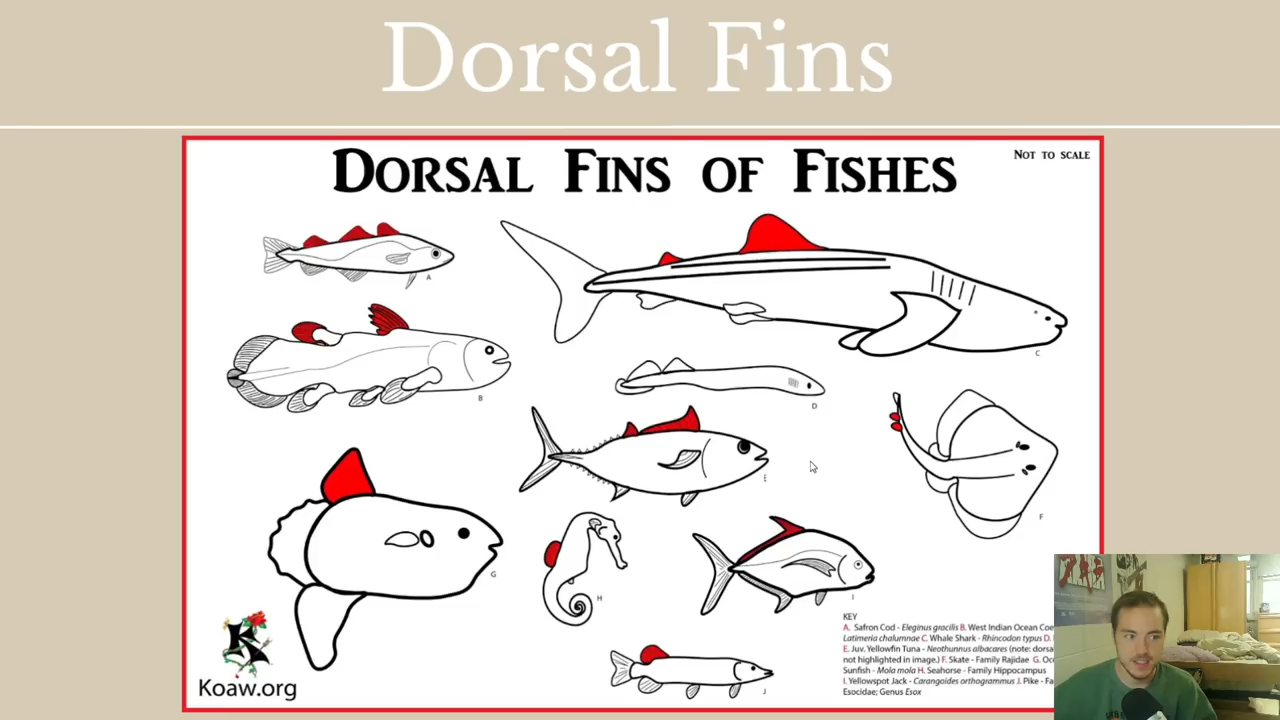 Dorsal Fins
DORSAL FINS OF FISHES
NOT TO SCALE
A
B
C
D
E
F
G
H
I
J
KEY
A. Safron Cod - Eleginus gracilis B. West Indian Ocean Coe
Latimeria chalumnae C. Whale Shark - Rhincodon typus D.
E. Juv. Yellowfin Tuna - Neothunnus albacares (note: dorsa
not highlighted in image.) F. Skate - Family Rajidae G. Oc
Sunfish - Mola mola H. Seahorse - Family Hippocampus
I. Yellowspot Jack - Carangoides orthogrammus J. Pike - Fa
Esocidae; Genus Esox
K
Koaw.org